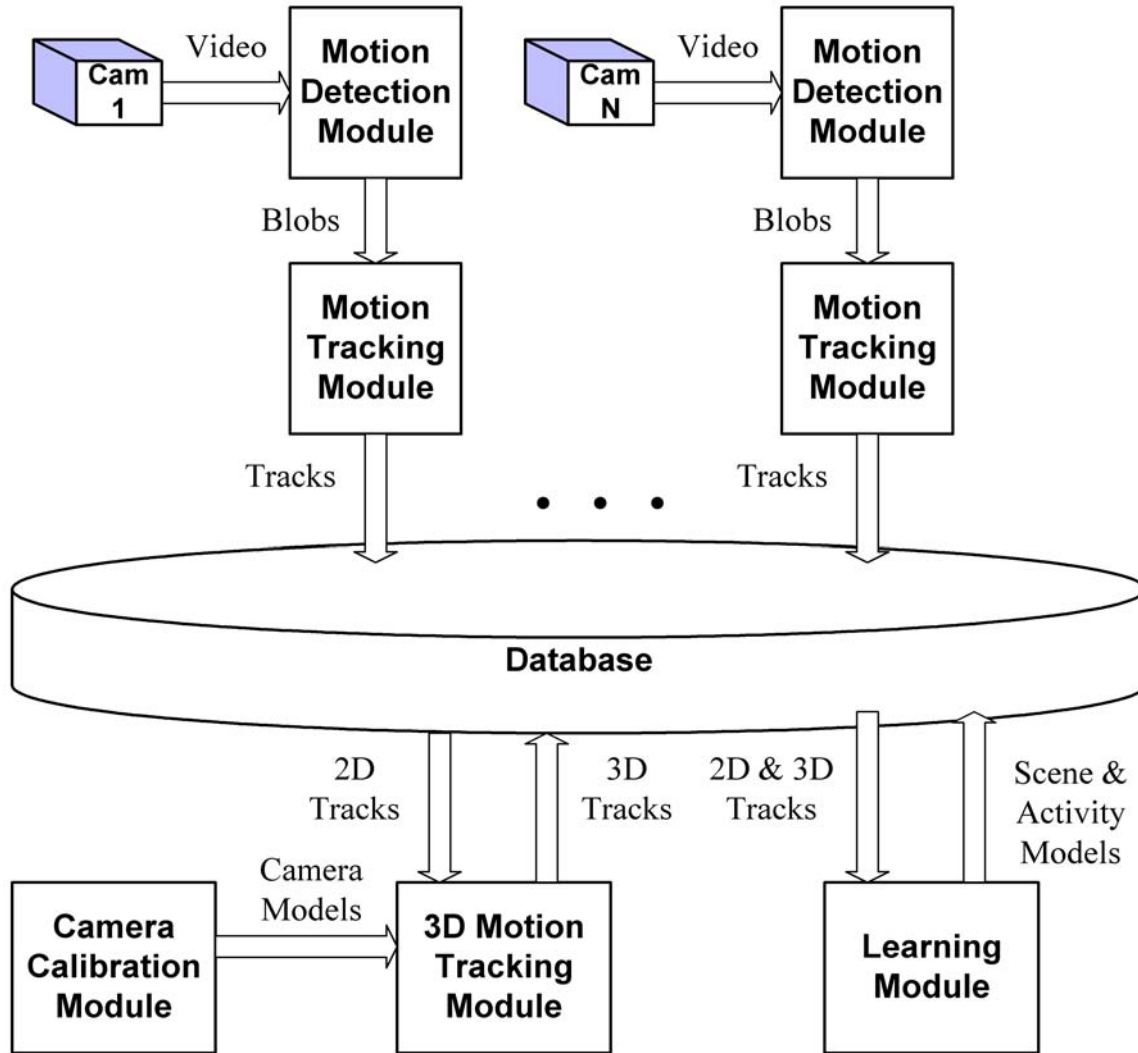 Cam
1
Video
Motion
Detection
Module
Cam
N
Video
Motion
Detection
Module
Blobs
Blobs
Motion
Tracking
Module
Motion
Tracking
Module
Tracks
Tracks
Database
2D
Tracks
3D
Tracks
2D & 3D
Tracks
Scene &
Activity
Models
Camera
Models
Camera
Calibration
Module
3D Motion
Tracking
Module
Learning
Module